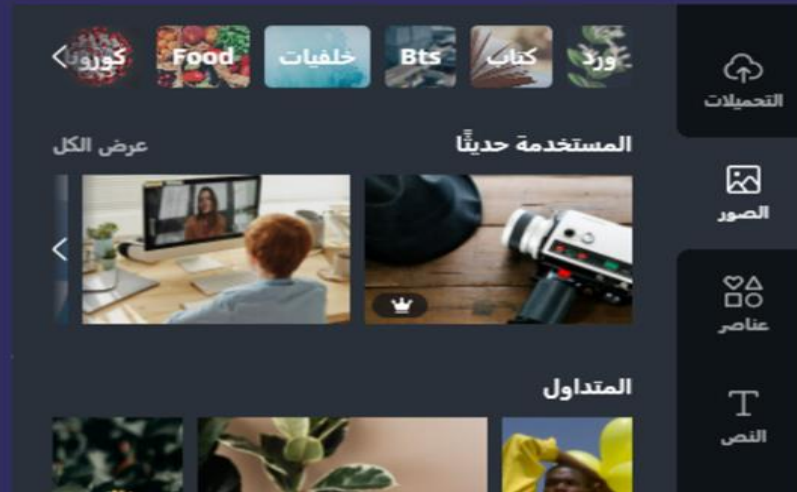 التحميلات
الصور
عناصر
النص
ورد
كتاب
Bts
خلفيات
Food
كورونا
المستخدمة حديثًّا
عرض الكل
المتداول